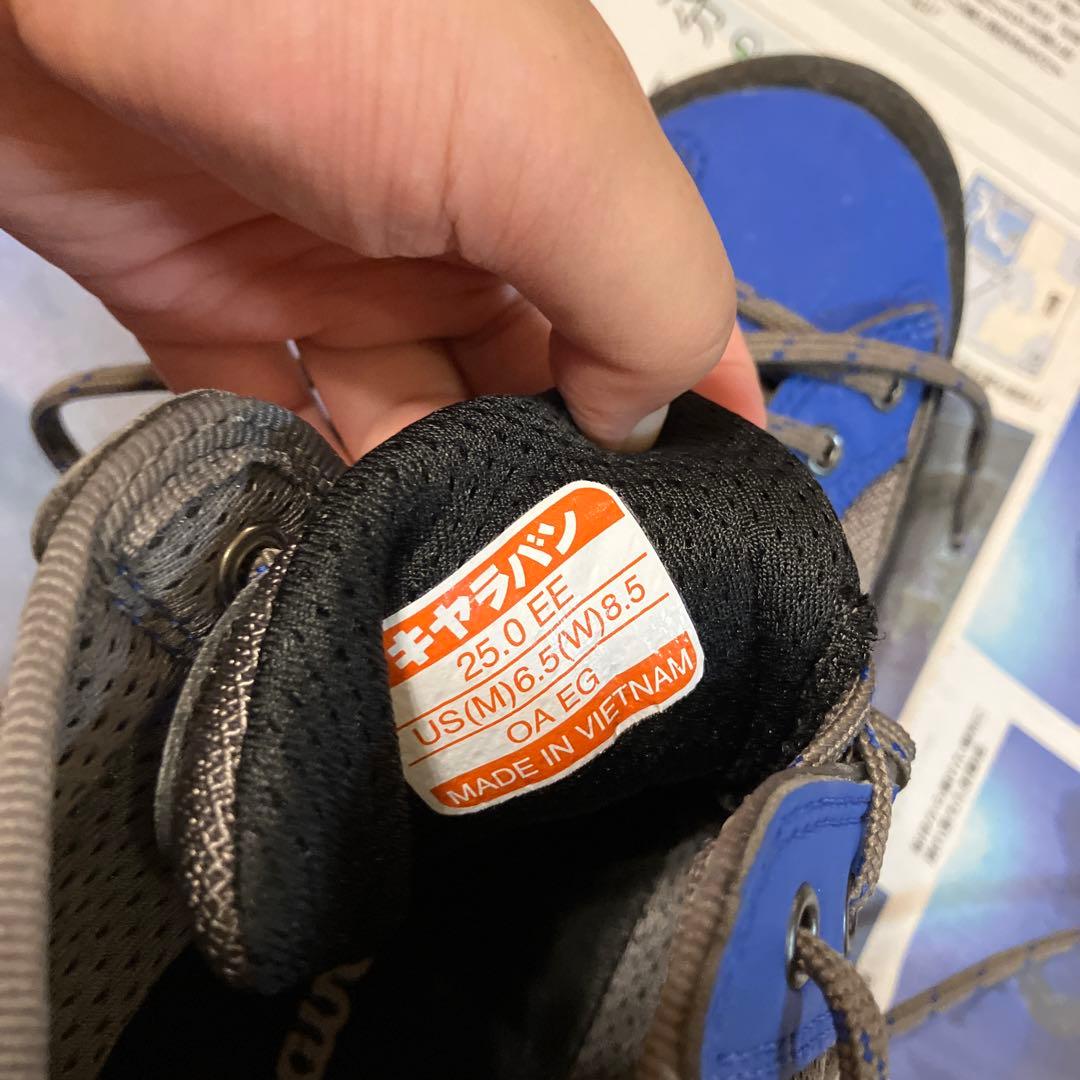 キャラバン
25.0 EE
US(M)6.5(W)8.5
OA EG
MADE IN VIETNAM